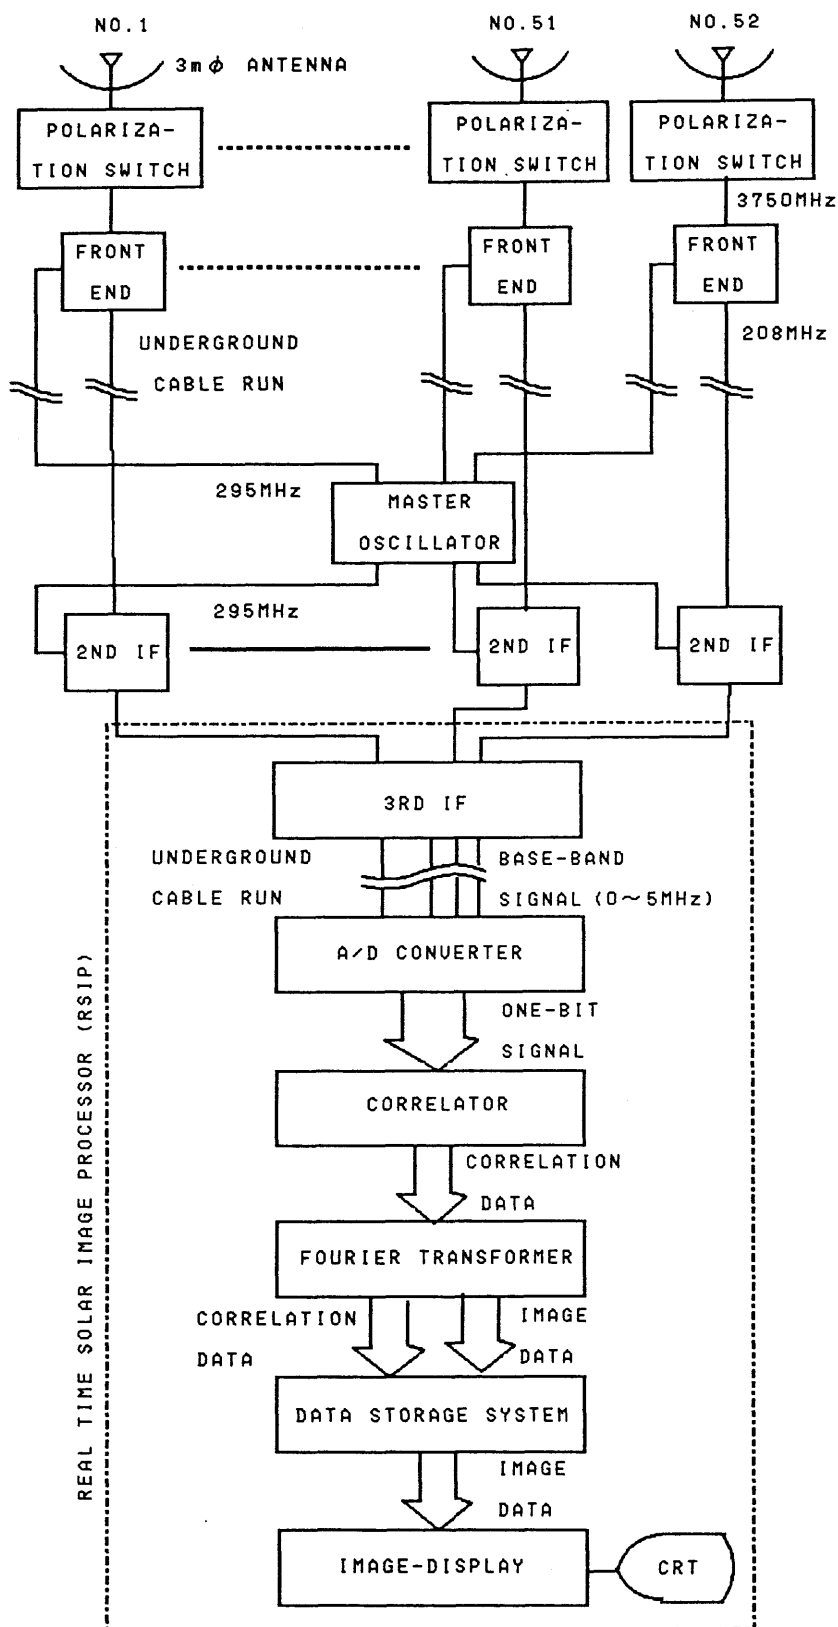 NO.1
NO.51
NO.52
3mϕ ANTENNA
POLARIZA-
TION SWITCH
POLARIZA-
TION SWITCH
POLARIZA-
TION SWITCH
3750MHz
FRONT
END
FRONT
END
FRONT
END
UNDERGROUND
CABLE RUN
208MHz
295MHz
MASTER
OSCILLATOR
295MHz
2ND IF
2ND IF
2ND IF
3RD IF
UNDERGROUND
CABLE RUN
BASE-BAND
SIGNAL (0~5MHz)
A/D CONVERTER
ONE-BIT
SIGNAL
CORRELATOR
CORRELATION
DATA
FOURIER TRANSFORMER
CORRELATION
DATA
IMAGE
DATA
DATA STORAGE SYSTEM
IMAGE
DATA
IMAGE-DISPLAY
CRT
REAL TIME SOLAR IMAGE PROCESSOR (RSIP)